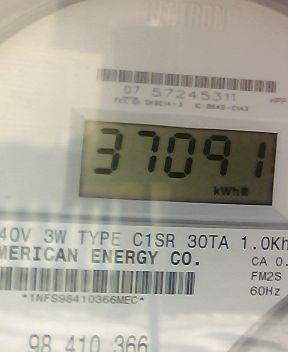 07 57245311
37091
kWh
40V 3W TYPE C1SR 30TA 1.0Kh
MERICAN ENERGY CO.
CA 0.
FM2S
60Hz
*1NFS98410366MEC*
98 410 366